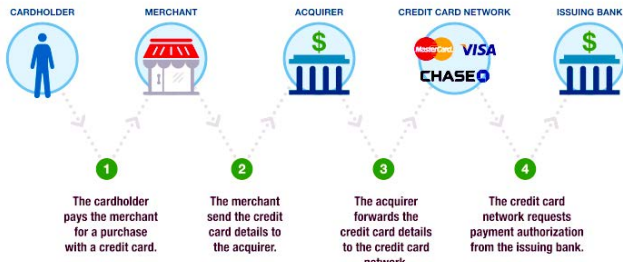 CARDHOLDER
MERCHANT
ACQUIRER
CREDIT CARD NETWORK
ISSUING BANK
$
MasterCard
VISA
CHASE
$
1
2
3
4
The cardholder
pays the merchant
for a purchase
with a credit card.
The merchant
send the credit
card details to
the acquirer.
The acquirer
forwards the
credit card details
to the credit card
network
The credit card
network requests
payment authorization
from the issuing bank.